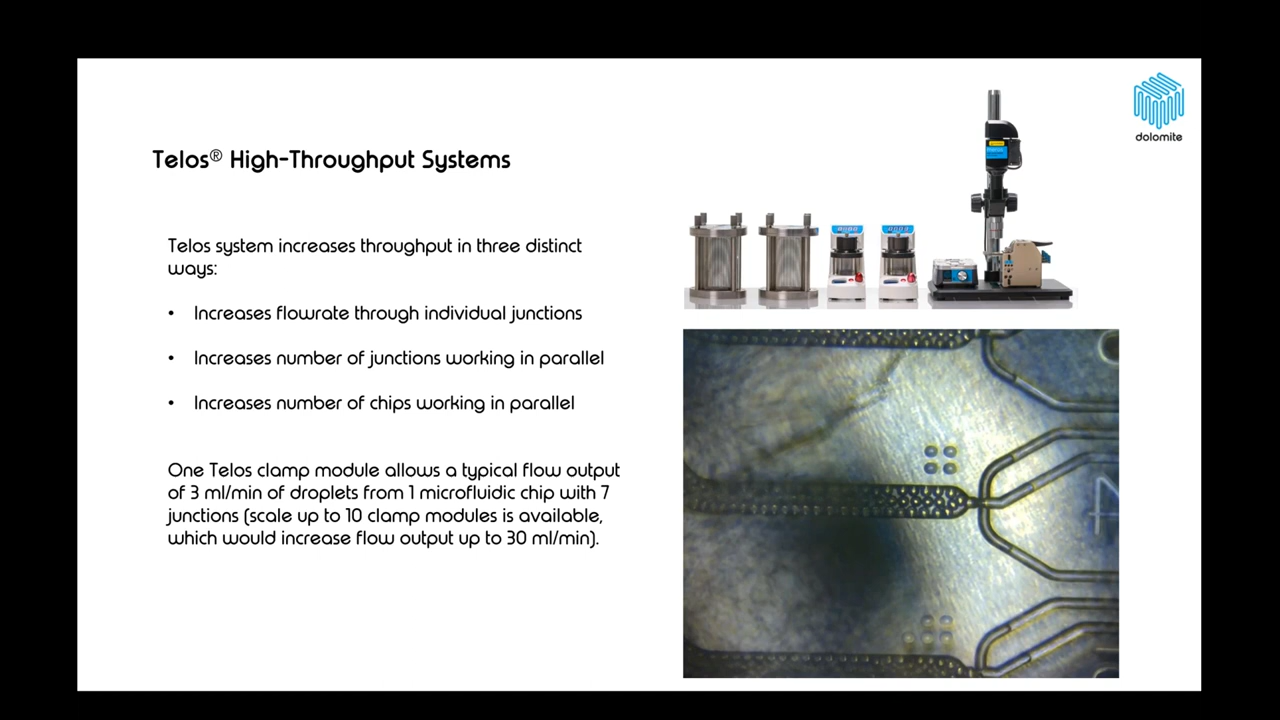 dolomite
Telos® High-Throughput Systems
Telos system increases throughput in three distinct
ways:
• Increases flowrate through individual junctions
• Increases number of junctions working in parallel
• Increases number of chips working in parallel
One Telos clamp module allows a typical flow output
of 3 ml/min of droplets from 1 microfluidic chip with 7
junctions (scale up to 10 clamp modules is available,
which would increase flow output up to 30 ml/min).